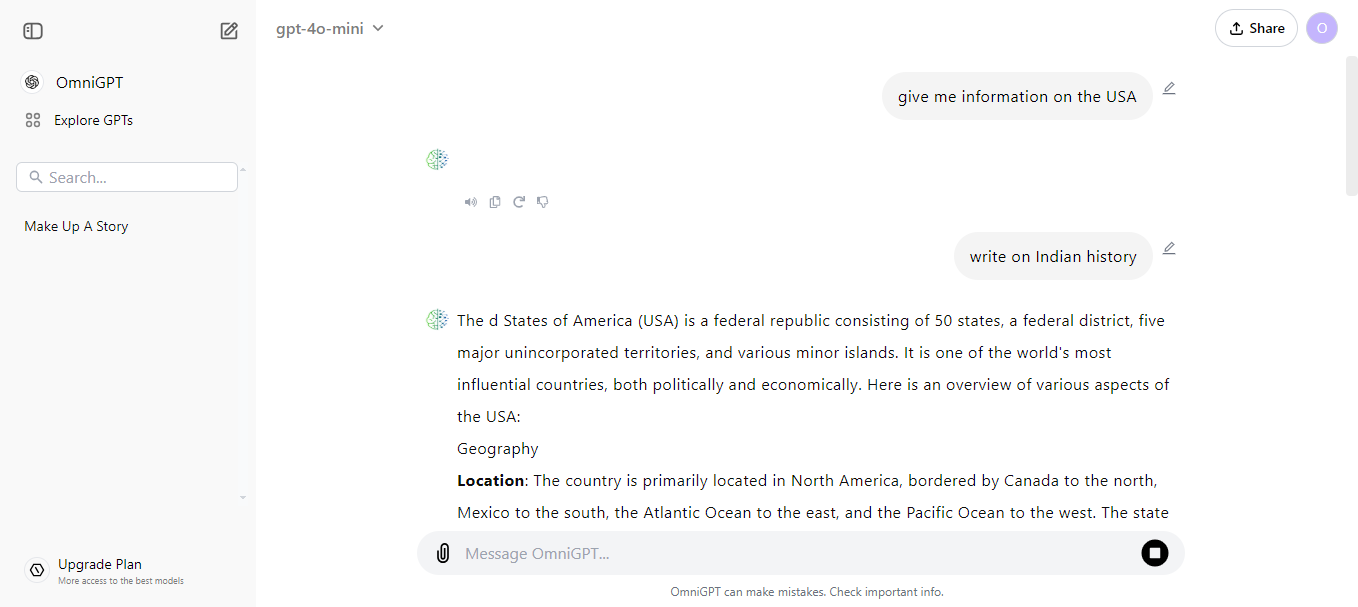 gpt-4o-mini
Share
O
OmniGPT
Explore GPTs
Search...
Make Up A Story
Upgrade Plan
More access to the best models
give me information on the USA
write on Indian history
The d States of America (USA) is a federal republic consisting of 50 states, a federal district, five
major unincorporated territories, and various minor islands. It is one of the world's most
influential countries, both politically and economically. Here is an overview of various aspects of
the USA:
Geography
Location: The country is primarily located in North America, bordered by Canada to the north,
Mexico to the south, the Atlantic Ocean to the east, and the Pacific Ocean to the west. The state
Message OmniGPT...
OmniGPT can make mistakes. Check important info.